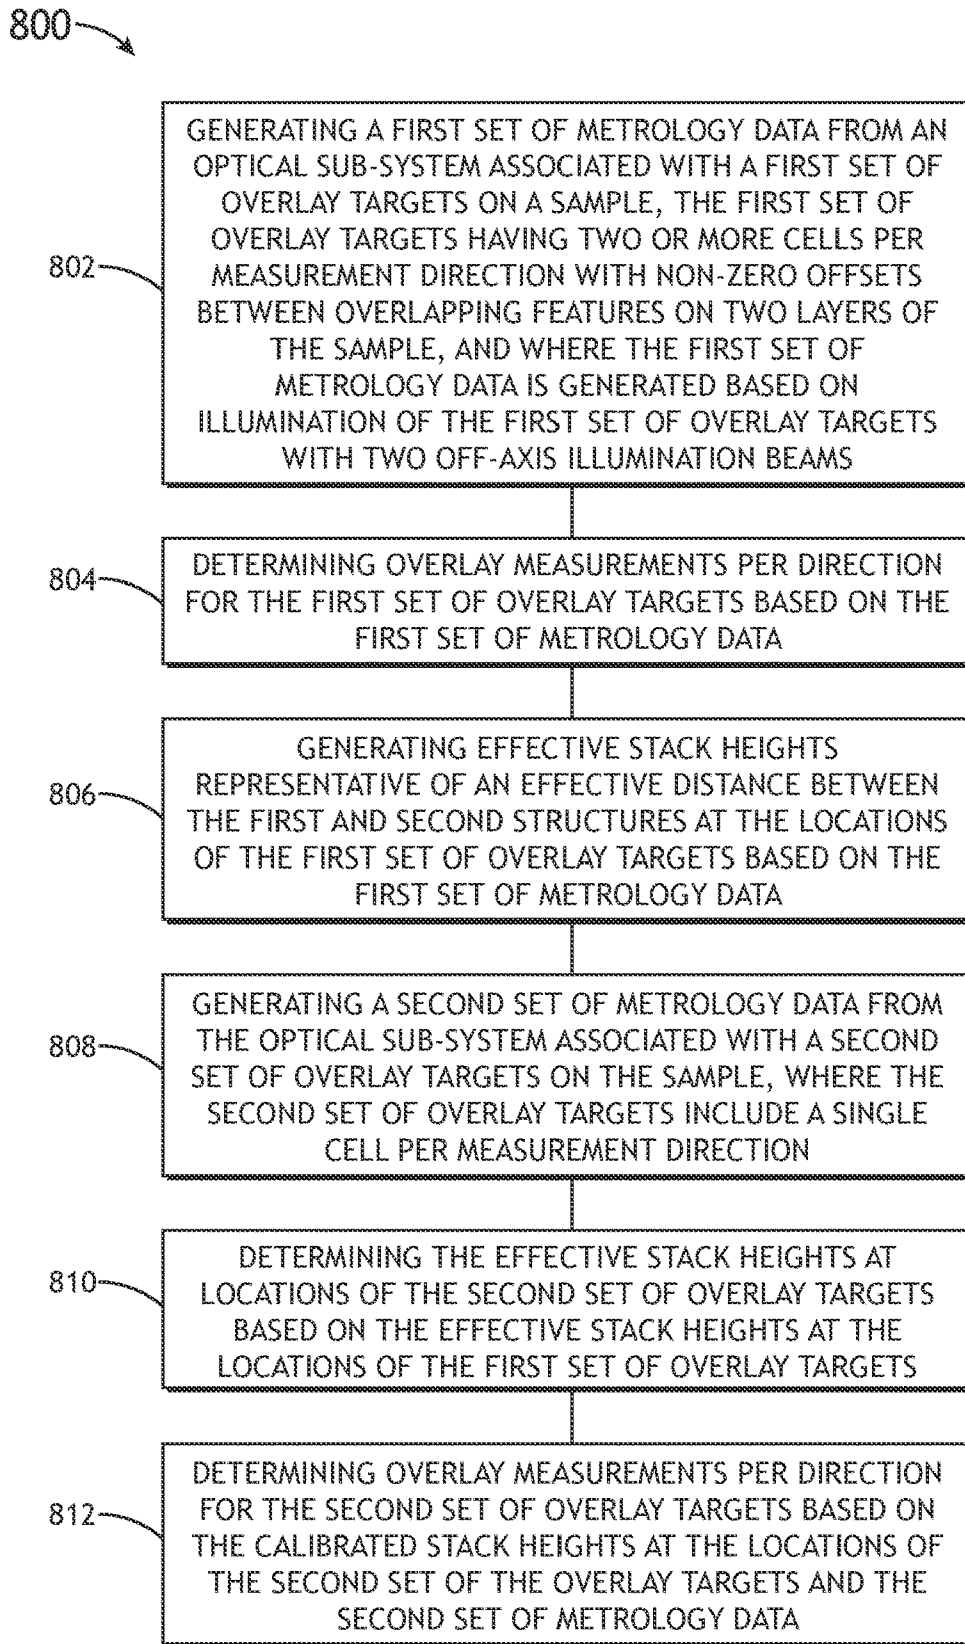 800
GENERATING A FIRST SET OF METROLOGY DATA FROM AN
OPTICAL SUB-SYSTEM ASSOCIATED WITH A FIRST SET OF
OVERLAY TARGETS ON A SAMPLE, THE FIRST SET OF
OVERLAY TARGETS HAVING TWO OR MORE CELLS PER
802
MEASUREMENT DIRECTION WITH NON-ZERO OFFSETS
BETWEEN OVERLAPPING FEATURES ON TWO LAYERS OF
THE SAMPLE, AND WHERE THE FIRST SET OF
METROLOGY DATA IS GENERATED BASED ON
ILLUMINATION OF THE FIRST SET OF OVERLAY TARGETS
WITH TWO OFF-AXIS ILLUMINATION BEAMS
804
DETERMINING OVERLAY MEASUREMENTS PER DIRECTION
FOR THE FIRST SET OF OVERLAY TARGETS BASED ON THE
FIRST SET OF METROLOGY DATA
GENERATING EFFECTIVE STACK HEIGHTS
REPRESENTATIVE OF AN EFFECTIVE DISTANCE BETWEEN
806
THE FIRST AND SECOND STRUCTURES AT THE LOCATIONS
OF THE FIRST SET OF OVERLAY TARGETS BASED ON THE
FIRST SET OF METROLOGY DATA
GENERATING A SECOND SET OF METROLOGY DATA FROM
808
THE OPTICAL SUB-SYSTEM ASSOCIATED WITH A SECOND
SET OF OVERLAY TARGETS ON THE SAMPLE, WHERE THE
SECOND SET OF OVERLAY TARGETS INCLUDE A SINGLE
CELL PER MEASUREMENT DIRECTION
DETERMINING THE EFFECTIVE STACK HEIGHTS AT
810
LOCATIONS OF THE SECOND SET OF OVERLAY TARGETS
BASED ON THE EFFECTIVE STACK HEIGHTS AT THE
LOCATIONS OF THE FIRST SET OF OVERLAY TARGETS
DETERMINING OVERLAY MEASUREMENTS PER DIRECTION
812
FOR THE SECOND SET OF OVERLAY TARGETS BASED ON
THE CALIBRATED STACK HEIGHTS AT THE LOCATIONS OF
THE SECOND SET OF THE OVERLAY TARGETS AND THE
SECOND SET OF METROLOGY DATA